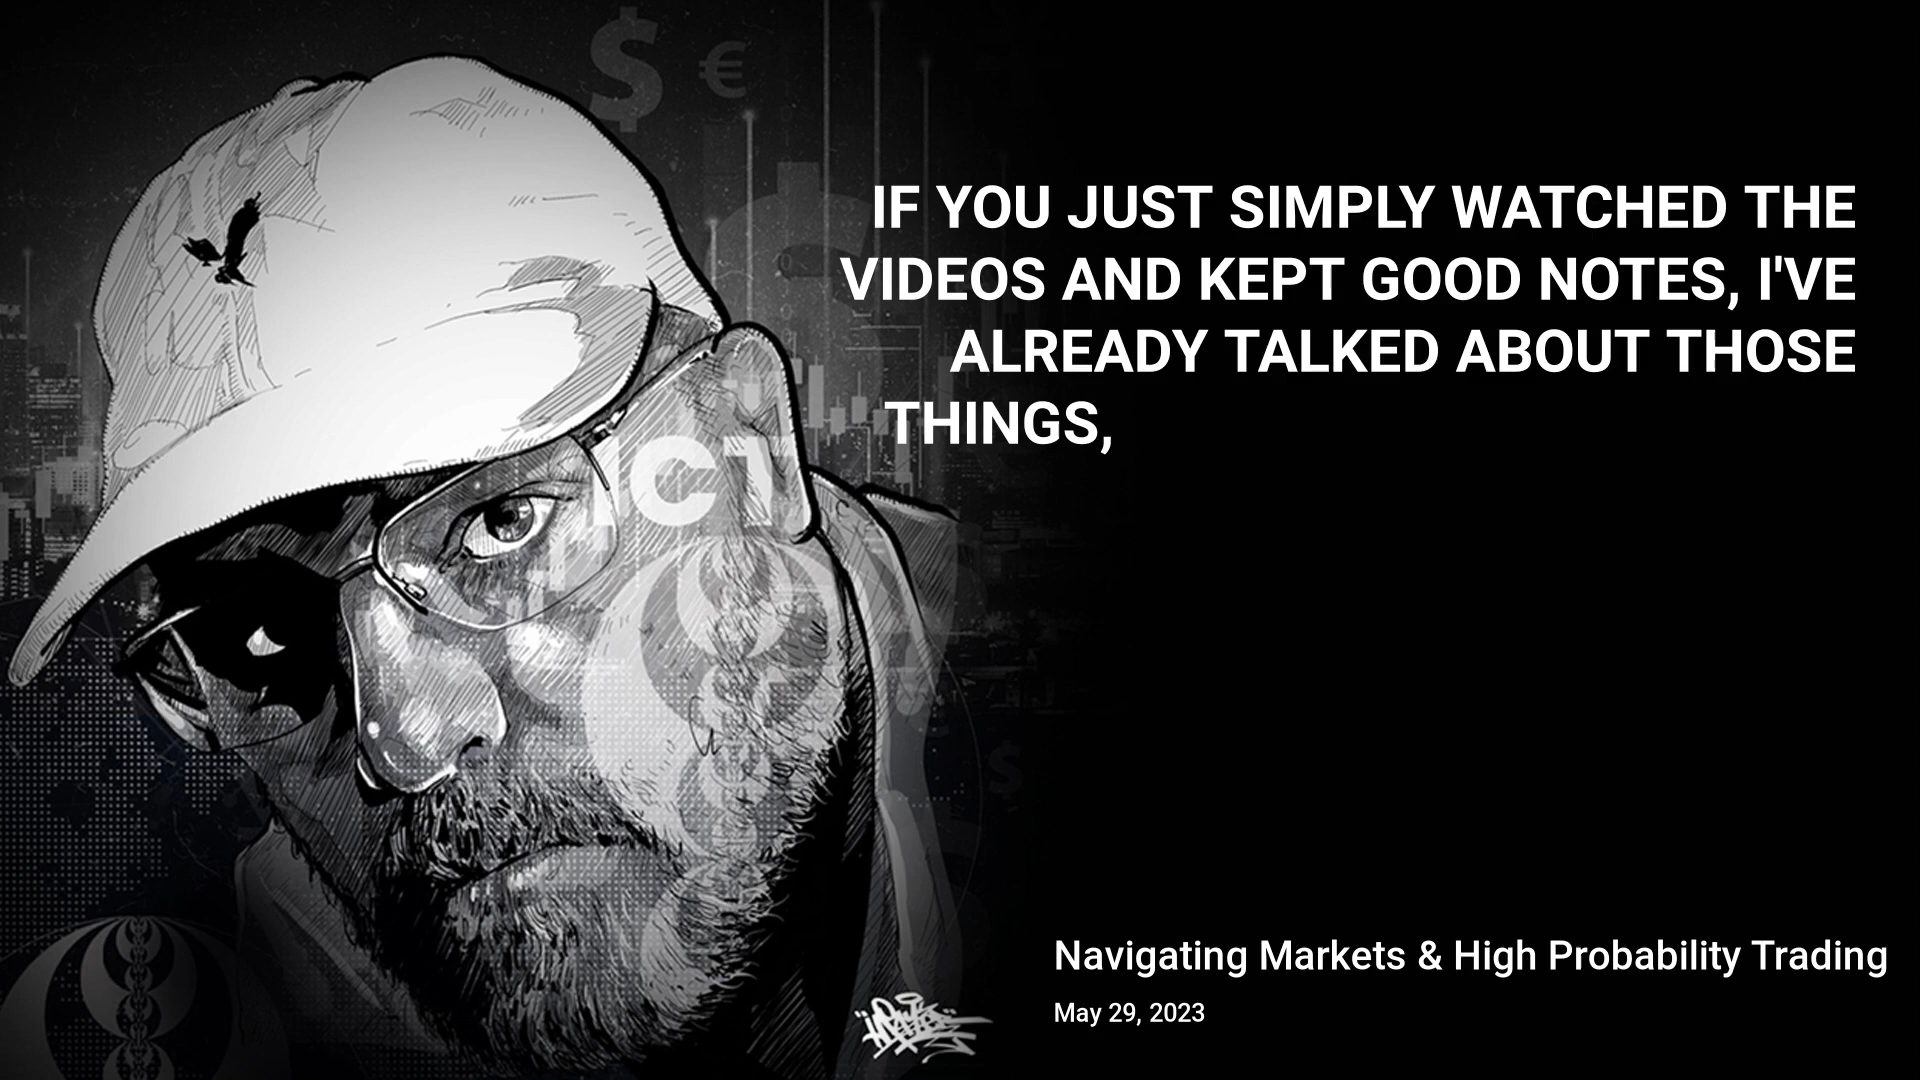 $ €
IF YOU JUST SIMPLY WATCHED THE
VIDEOS AND KEPT GOOD NOTES, I'VE
ALREADY TALKED ABOUT THOSE
THINGS,
ICT
$
Navigating Markets & High Probability Trading
May 29, 2023